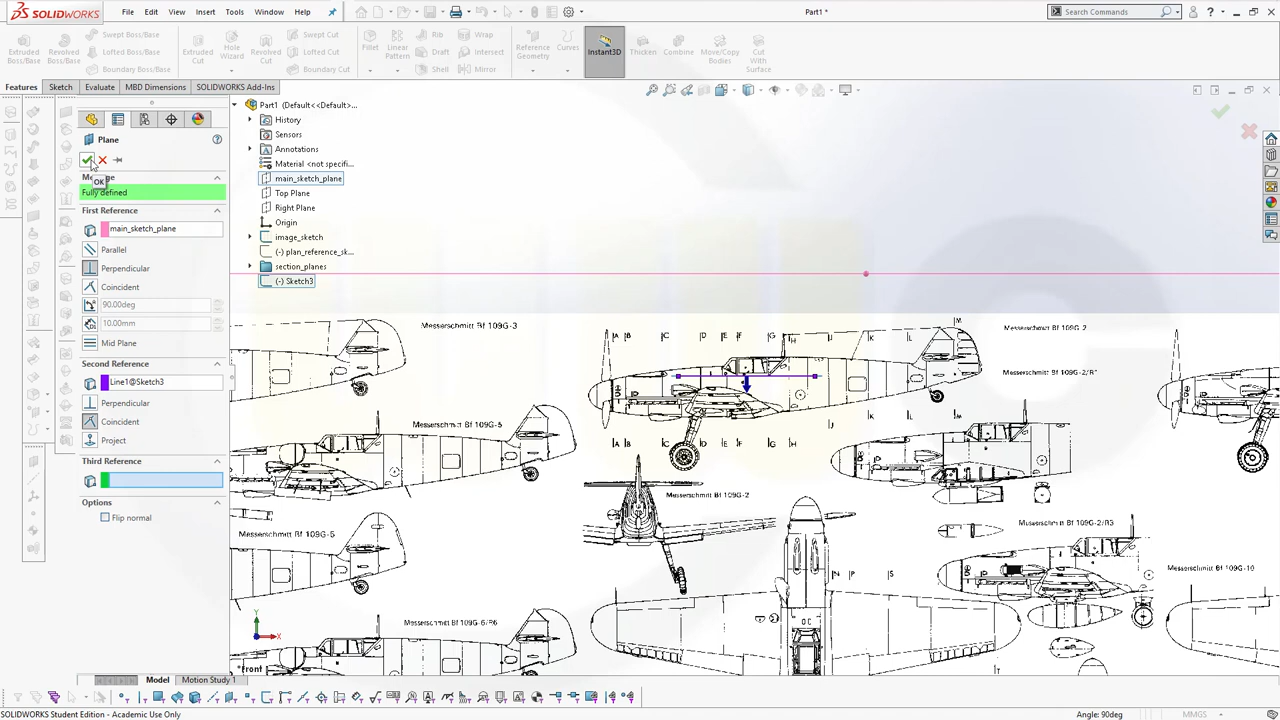 SOLIDWORKS File Edit View Insert Tools Window Help Part1 * Search Commands
Extruded Boss/Base Revolved Boss/Base Swept Boss/Base Lofted Boss/Base Boundary Boss/Base Extruded Cut Hole Wizard Revolved Cut Swept Cut Lofted Cut Boundary Cut Fillet Linear Pattern Rib Draft Shell Wrap Intersect Mirror Reference Geometry Curves Instant3D Thicken Combine Move/Copy Bodies Cut With Surface
Features Sketch Evaluate MBD Dimensions SOLIDWORKS Add-Ins
Part1 (Default<<Default>...
History
Sensors
Annotations
Material <not specifi...
main_sketch_plane
Top Plane
Right Plane
Origin
image_sketch
(-) plan_reference_sk...
section_planes
(-) Sketch3
Plane
OK
Fully defined
First Reference
main_sketch_plane
Parallel
Perpendicular
Coincident
90.00deg
10.00mm
Mid Plane
Second Reference
Line1@Sketch3
Perpendicular
Coincident
Project
Third Reference
Options
Flip normal
Messerschmitt Bf 109G-3
Messerschmitt Bf 109G-2
A B C D E F G H J K L M
Messerschmitt Bf 109G-2/R"
A B C D E F G H J K L M
Messerschmitt Bf 109G-5
Messerschmitt Bf 109G-2
Messerschmitt Bf 109G-2/R3
Messerschmitt Bf 109G-6
Messerschmitt Bf 109G-10
N P S
Messerschmitt Bf 109G-6/R6
Y
X
*Front
Model Motion Study 1
SOLIDWORKS Student Edition - Academic Use Only Angle: 90deg MMGS